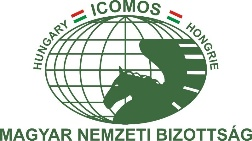 ICOMOS
HUNGARY
HONGRIE
MAGYAR NEMZETI BIZOTTSÁG